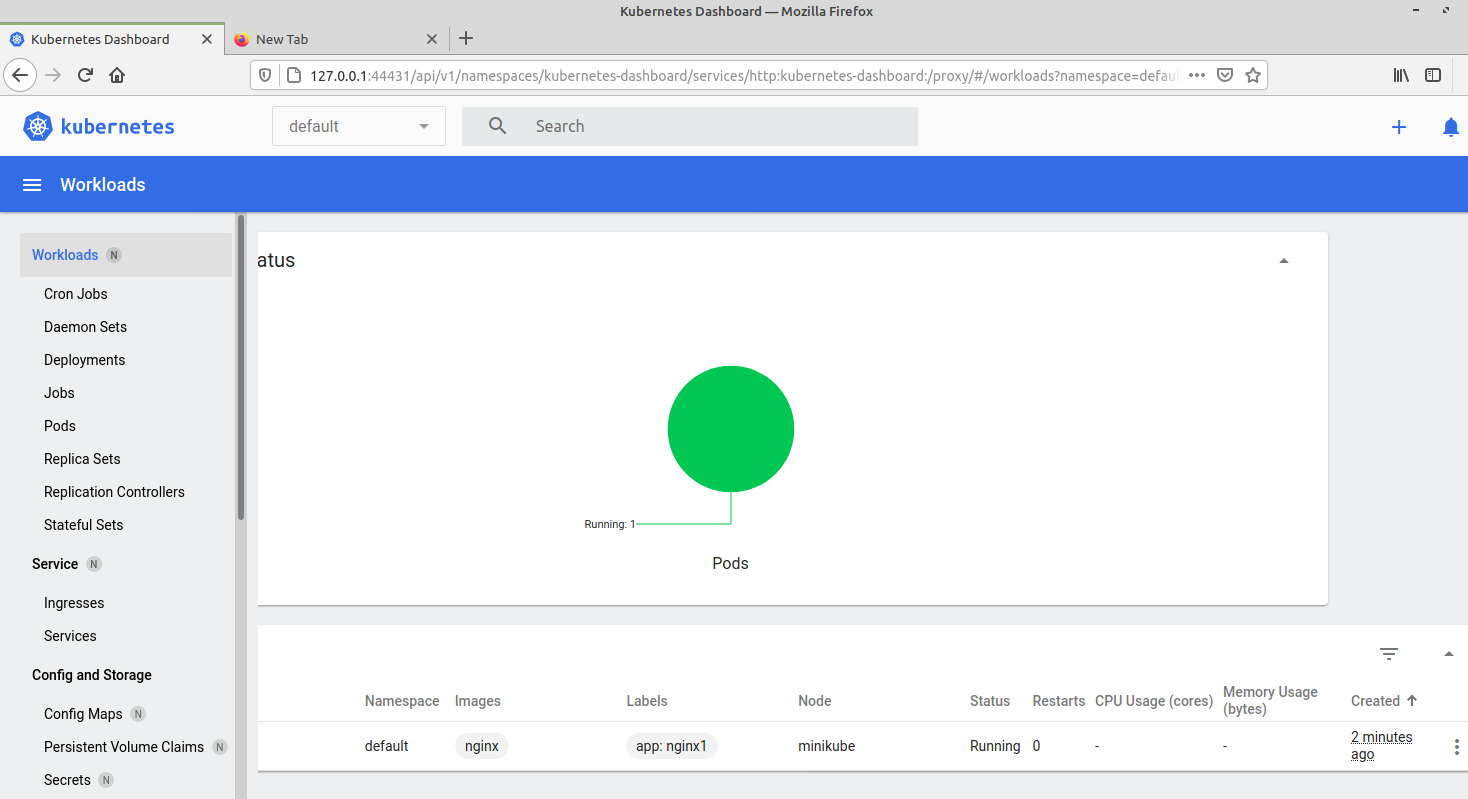 Kubernetes Dashboard — Mozilla Firefox
Kubernetes Dashboard
New Tab
127.0.0.1:44431/api/v1/namespaces/kubernetes-dashboard/services/http:kubernetes-dashboard:/proxy/#/workloads?namespace=defau
kubernetes
default
Search
Workloads
Workloads N
Cron Jobs
Daemon Sets
Deployments
Jobs
Pods
Replica Sets
Replication Controllers
Stateful Sets
Service N
Ingresses
Services
Config and Storage
Config Maps N
Persistent Volume Claims N
Secrets N
atus
Running: 1
Pods
Namespace Images Labels Node Status Restarts CPU Usage (cores) Memory Usage (bytes) Created
default nginx app: nginx1 minikube Running 0 - - 2 minutes ago